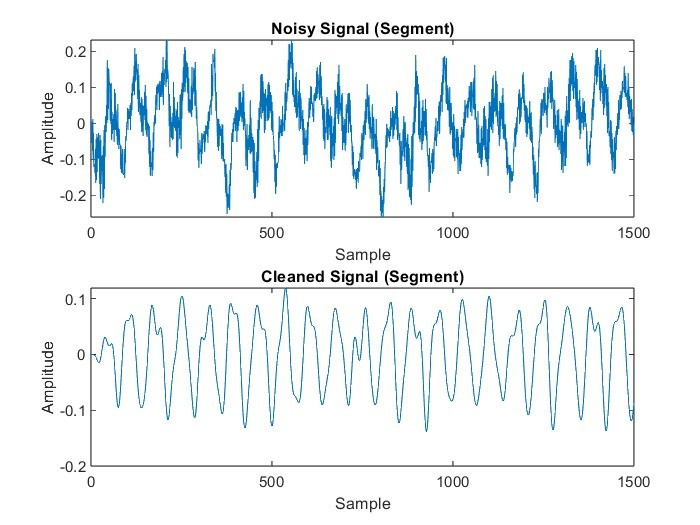 Noisy Signal (Segment)
0.2
0.1
0
-0.1
-0.2
Amplitude
0 500 1000 1500
Sample
Cleaned Signal (Segment)
0.1
0
-0.1
-0.2
Amplitude
0 500 1000 1500
Sample